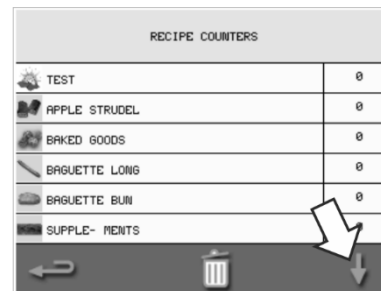 RECIPE COUNTERS
TEST 0
APPLE STRUDEL 0
BAKED GOODS 0
BAGUETTE LONG 0
BAGUETTE BUN 0
SUPPLE- MENTS